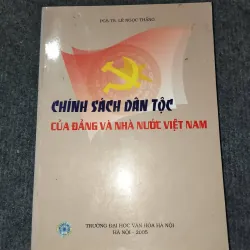 PGS. TS. LÊ NGỌC THẮNG
CHÍNH SÁCH DÂN TỘC
CỦA ĐẢNG VÀ NHÀ NƯỚC VIỆT NAM
TRƯỜNG ĐẠI HỌC VĂN HÓA HÀ NỘI
HÀ NỘI - 2005